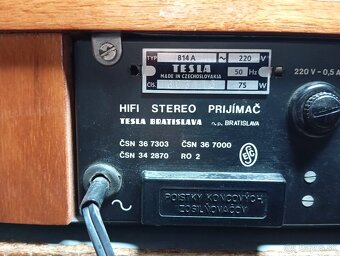 TYP 814 A ~ 220 V
TESLA 50 Hz
MADE IN CZECHOSLOVAKIA
ČIS. 75 W
220 V - 0,5 A
HIFI STEREO PRIJÍMAČ
TESLA BRATISLAVA n.p. BRATISLAVA
ČSN 36 7303 ČSN 36 7000
ČSN 34 2870 RO 2
~
POISTKY KONCOVÝCH
ZOSILŇOVAČOV